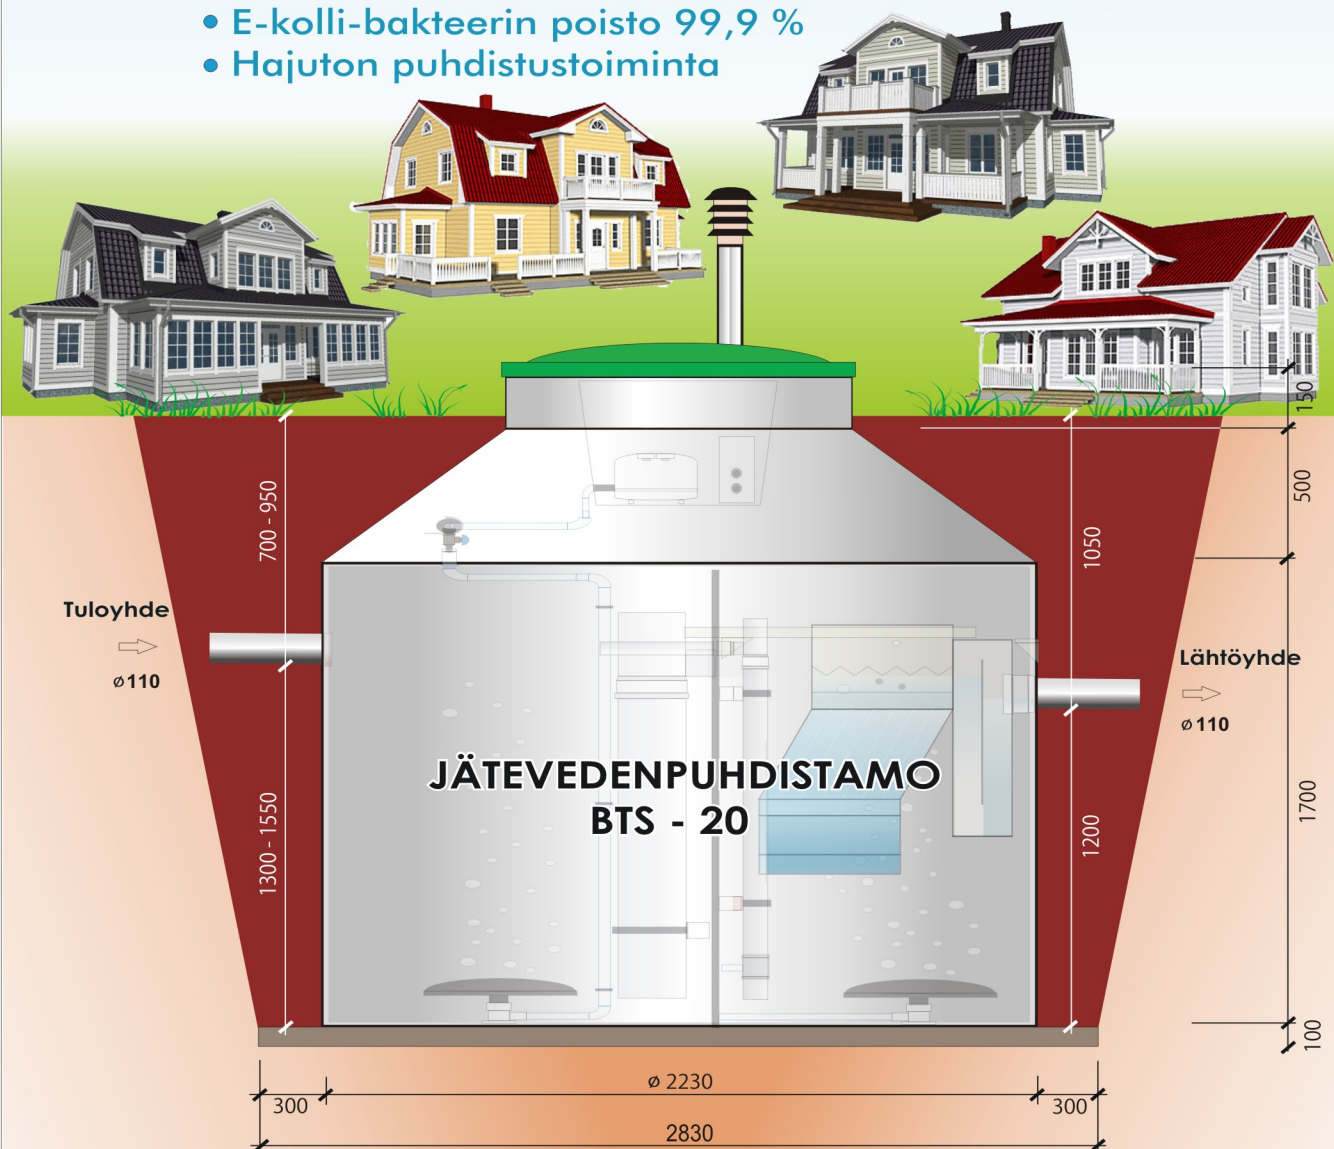 • E-kolli-bakteerin poisto 99,9 %
• Hajuton puhdistustoiminta
150
700 - 950
500
1050
Tuloyhde
ø110
Lähtöyhde
ø110
JÄTEVEDENPUHDISTAMO
BTS - 20
1300 - 1550
1200
1700
100
ø 2230
300
300
2830